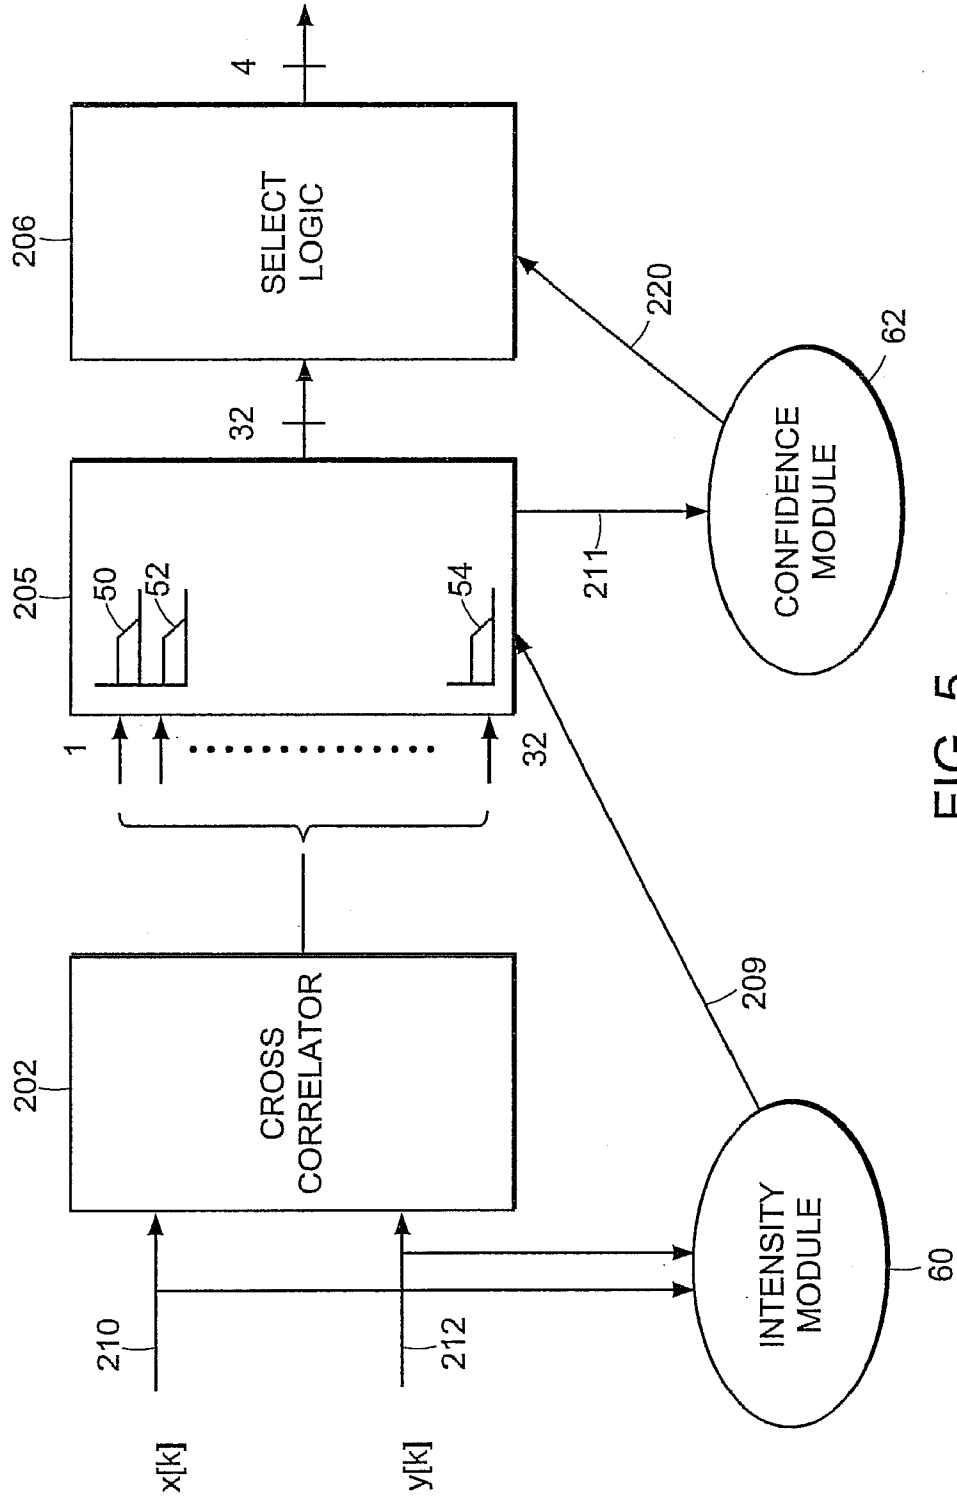 x[k]
y[k]
210
212
202
CROSS
CORRELATOR
1
32
205
50
52
54
32
206
SELECT
LOGIC
4
209
211
220
INTENSITY
MODULE
60
CONFIDENCE
MODULE
62
FIG. 5